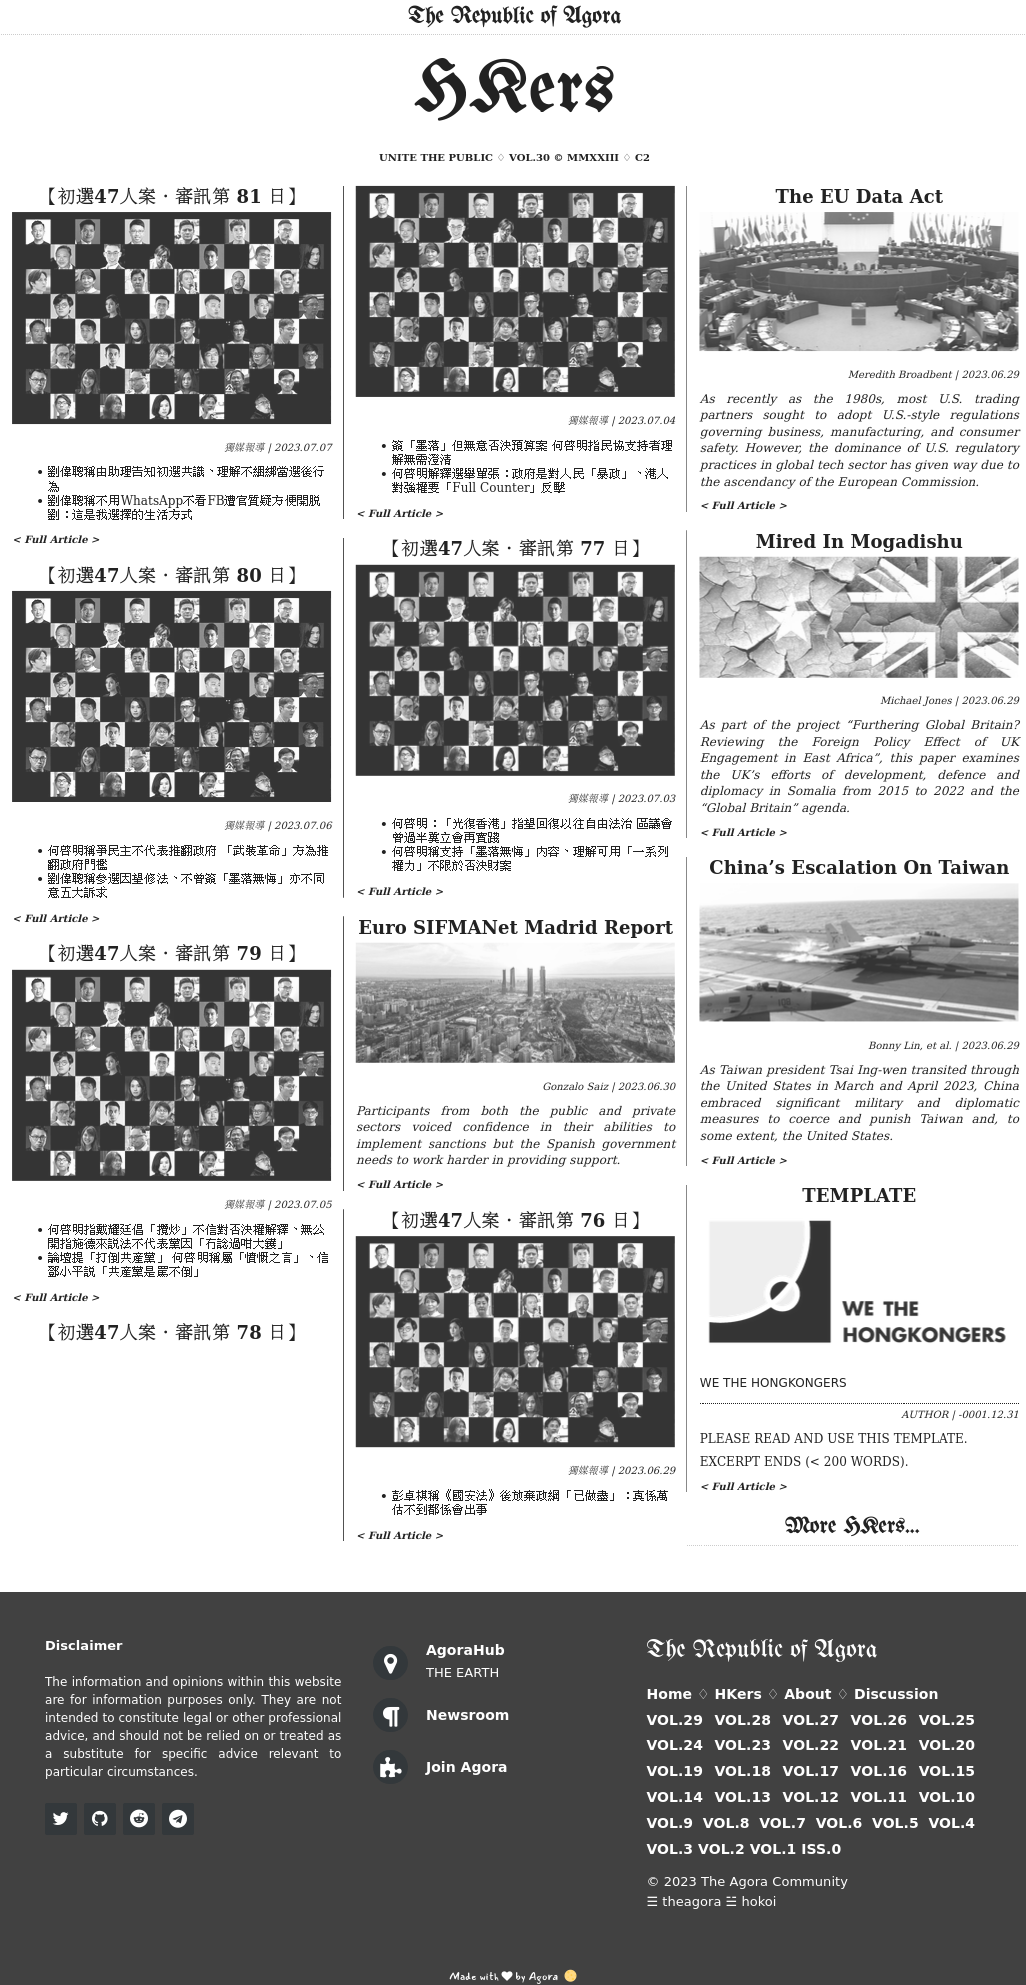 The Republic of Agora
HKers
UNITE THE PUBLIC ♢ VOL.30 © MMXXIII ♢ C2
【初選47人案・審訊第 81 日】
獨媒報導 | 2023.07.07
• 劉偉聰稱由助理告知初選共識、理解不綑綁當選後行
為
• 劉偉聰稱不用WhatsApp不看FB遭官質疑方便開脫
劉：這是我選擇的生活方式
< Full Article >
【初選47人案・審訊第 80 日】
獨媒報導 | 2023.07.06
• 何啓明稱爭民主不代表推翻政府 「武裝革命」方為推
翻政府門檻
• 劉偉聰稱參選因望修法、不曾簽「墨落無悔」亦不同
意五大訴求
< Full Article >
【初選47人案・審訊第 79 日】
獨媒報導 | 2023.07.05
• 何啓明指戴耀廷倡「攬炒」不信對否決權解釋、無公
開指施德來説法不代表黨因「冇諗過咁大鑊」
• 論壇提「打倒共產黨」 何啓明稱屬「憤慨之言」、信
鄧小平説「共產黨是罵不倒」
< Full Article >
【初選47人案・審訊第 78 日】
獨媒報導 | 2023.07.04
• 簽「墨落」但無意否決預算案 何啓明指民協支持者理
解無需澄清
• 何啓明解釋選舉單張：政府是對人民「暴政」、港人
對強權要「Full Counter」反擊
< Full Article >
【初選47人案・審訊第 77 日】
獨媒報導 | 2023.07.03
• 何啓明：「光復香港」指望回復以往自由法治 區議會
曾過半冀立會再實踐
• 何啓明稱支持「墨落無悔」内容、理解可用「一系列
權力」不限於否決財案
< Full Article >
Euro SIFMANet Madrid Report
Gonzalo Saiz | 2023.06.30
Participants from both the public and private
sectors voiced confidence in their abilities to
implement sanctions but the Spanish government
needs to work harder in providing support.
< Full Article >
【初選47人案・審訊第 76 日】
獨媒報導 | 2023.06.29
• 彭卓棋稱《國安法》後放棄政綱「已做盡」：真係萬
估不到都係會出事
< Full Article >
The EU Data Act
Meredith Broadbent | 2023.06.29
As recently as the 1980s, most U.S. trading
partners sought to adopt U.S.-style regulations
governing business, manufacturing, and consumer
safety. However, the dominance of U.S. regulatory
practices in global tech sector has given way due to
the ascendancy of the European Commission.
< Full Article >
Mired In Mogadishu
Michael Jones | 2023.06.29
As part of the project “Furthering Global Britain?
Reviewing the Foreign Policy Effect of UK
Engagement in East Africa”, this paper examines
the UK’s efforts of development, defence and
diplomacy in Somalia from 2015 to 2022 and the
“Global Britain” agenda.
< Full Article >
China’s Escalation On Taiwan
Bonny Lin, et al. | 2023.06.29
As Taiwan president Tsai Ing-wen transited through
the United States in March and April 2023, China
embraced significant military and diplomatic
measures to coerce and punish Taiwan and, to
some extent, the United States.
< Full Article >
TEMPLATE
WE THE
HONGKONGERS
WE THE HONGKONGERS
AUTHOR | -0001.12.31
PLEASE READ AND USE THIS TEMPLATE.
EXCERPT ENDS (< 200 WORDS).
< Full Article >
More HKers...
Disclaimer
The information and opinions within this website
are for information purposes only. They are not
intended to constitute legal or other professional
advice, and should not be relied on or treated as
a substitute for specific advice relevant to
particular circumstances.
AgoraHub
THE EARTH
Newsroom
Join Agora
The Republic of Agora
Home ♢ HKers ♢ About ♢ Discussion
VOL.29 VOL.28 VOL.27 VOL.26 VOL.25
VOL.24 VOL.23 VOL.22 VOL.21 VOL.20
VOL.19 VOL.18 VOL.17 VOL.16 VOL.15
VOL.14 VOL.13 VOL.12 VOL.11 VOL.10
VOL.9 VOL.8 VOL.7 VOL.6 VOL.5 VOL.4
VOL.3 VOL.2 VOL.1 ISS.0
© 2023 The Agora Community
☰ theagora ☱ hokoi
Made with ❤ by Agora